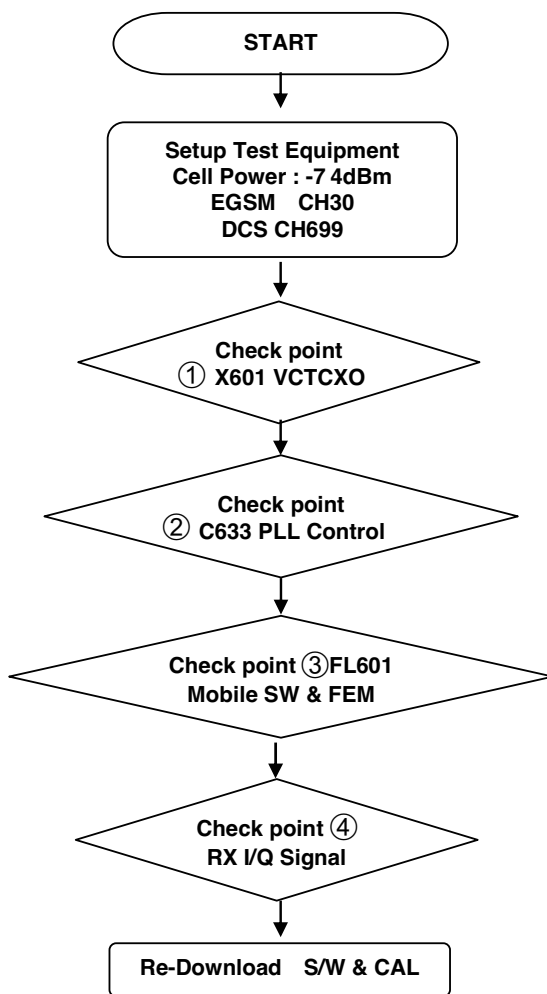 START
Setup Test Equipment
Cell Power : -7 4dBm
EGSM CH30
DCS CH699
Check point
① X601 VCTCXO
Check point
② C633 PLL Control
Check point ③FL601
Mobile SW & FEM
Check point ④
RX I/Q Signal
Re-Download S/W & CAL